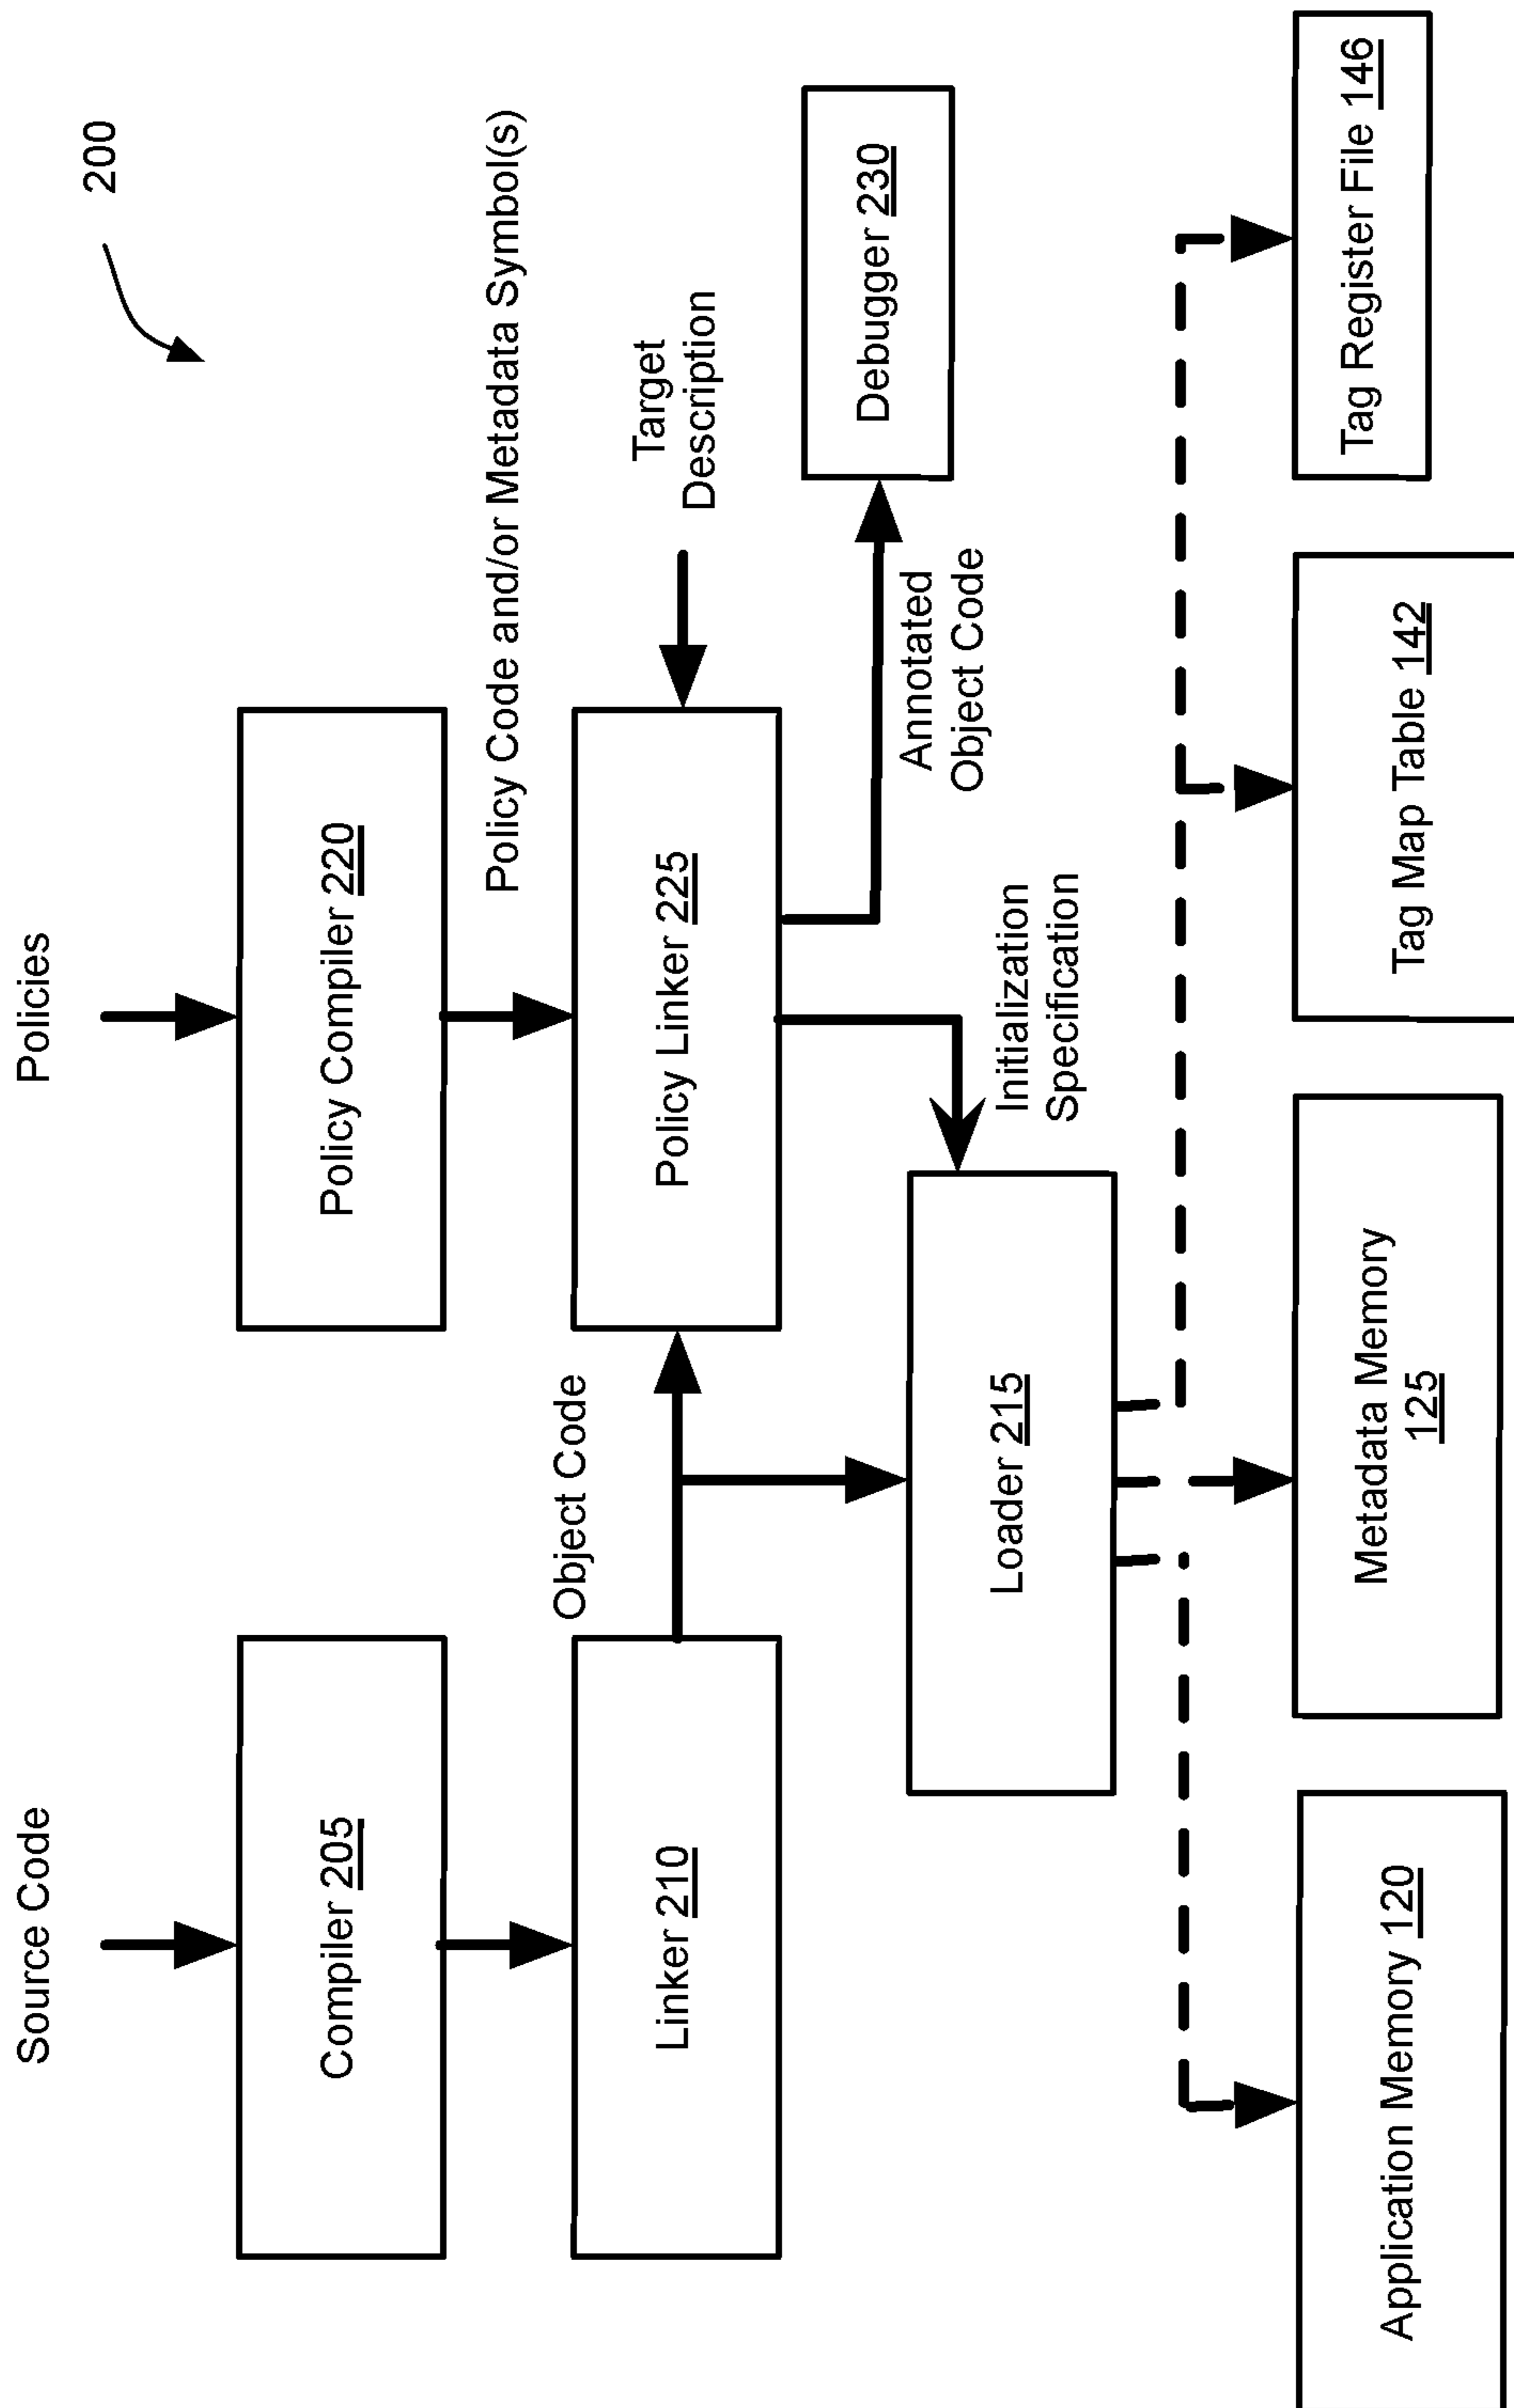 200
Source Code
Policies
Compiler 205
Policy Compiler 220
Policy Code and/or Metadata Symbol(s)
Object Code
Linker 210
Policy Linker 225
Target
Description
Debugger 230
Annotated
Object Code
Initialization
Specification
Loader 215
Application Memory 120
Metadata Memory
125
Tag Map Table 142
Tag Register File 146